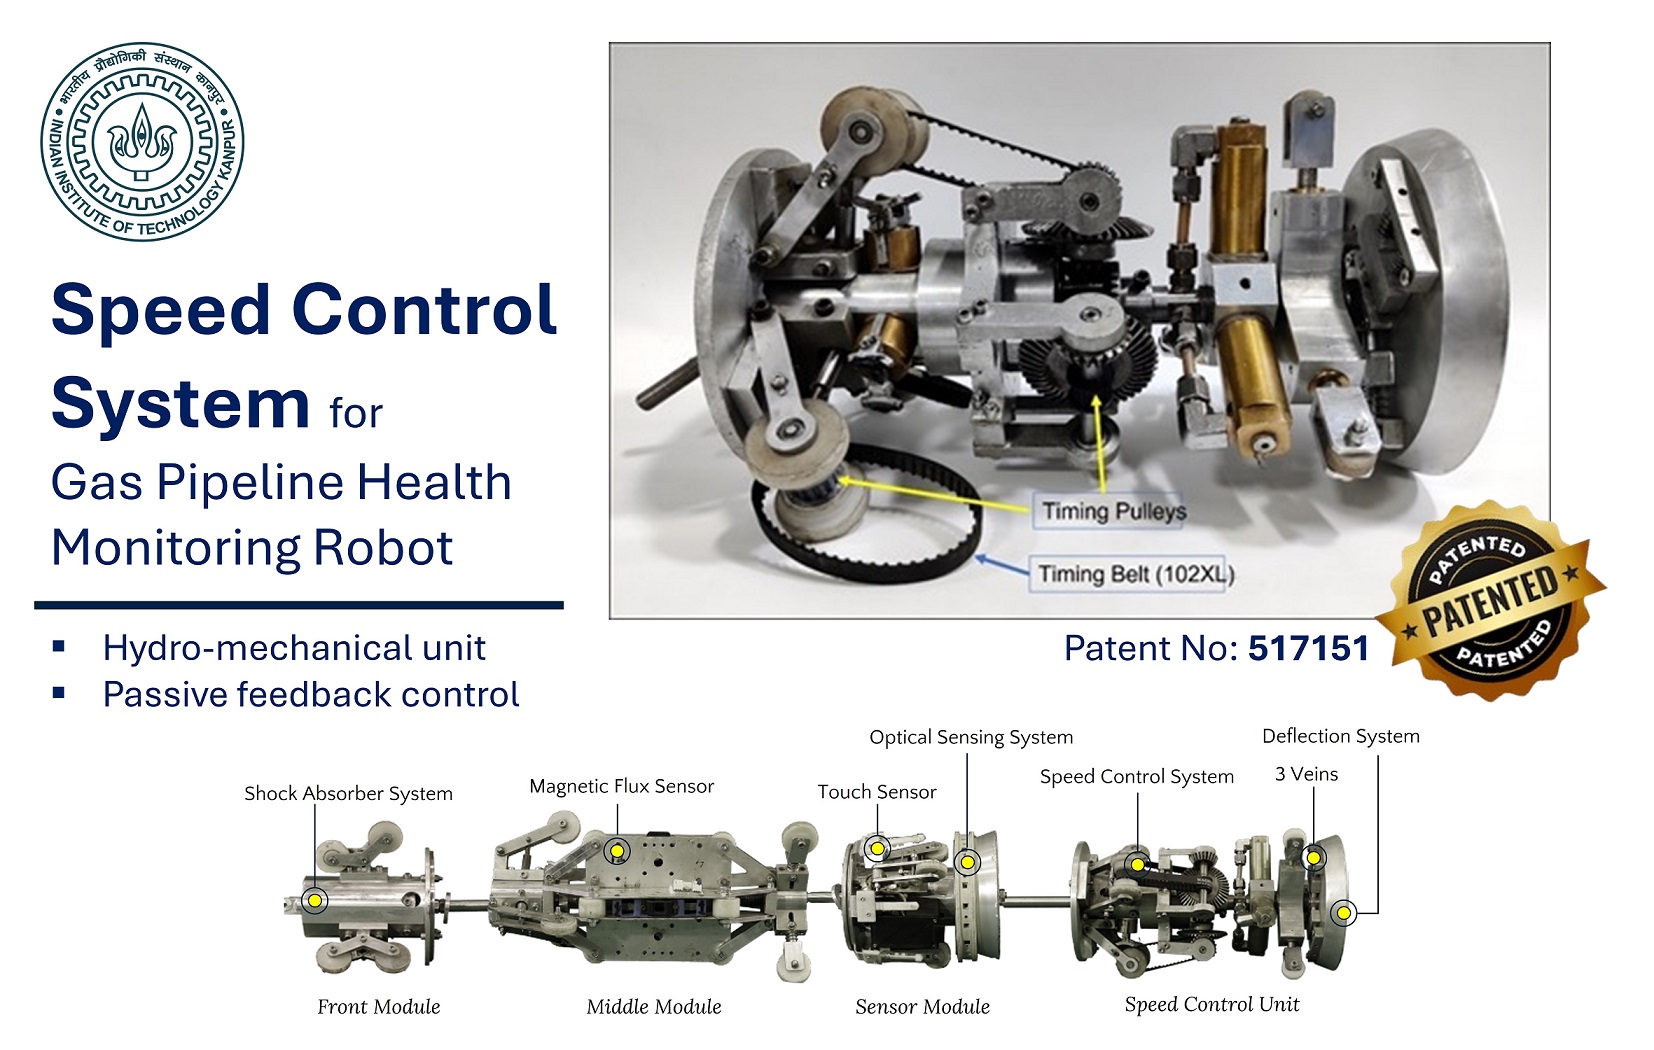 भारतीय प्रौद्योगिकी संस्थान कानपुर
INDIAN INSTITUTE OF TECHNOLOGY KANPUR
Speed Control
System for
Gas Pipeline Health
Monitoring Robot
▪ Hydro-mechanical unit
▪ Passive feedback control
Timing Pulleys
Timing Belt (102XL)
Patent No: 517151
PATENTED
PATENTED
PATENTED
Optical Sensing System
Deflection System
Speed Control System
3 Veins
Magnetic Flux Sensor
Touch Sensor
Shock Absorber System
Front Module
Middle Module
Sensor Module
Speed Control Unit